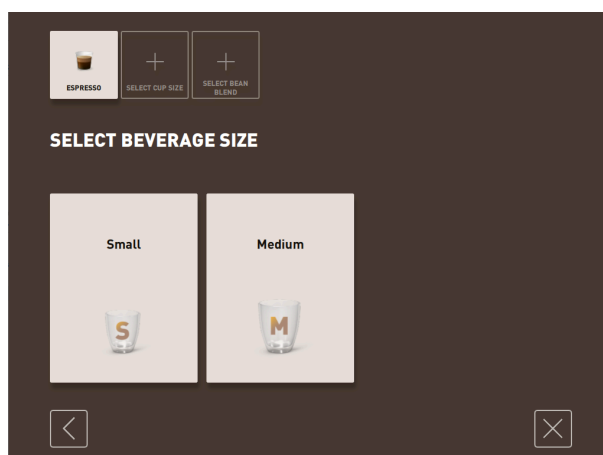 ESPRESSO
SELECT CUP SIZE
SELECT BEAN
BLEND
SELECT BEVERAGE SIZE
Small
Medium
S
M